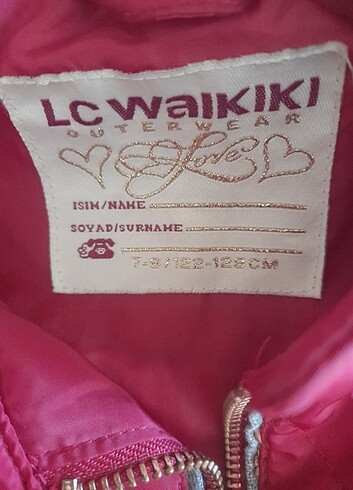 LC WAIKIKI
OUTERWEAR
Love
ISIM/NAME
SOYAD/SURNAME
7-8/122-128CM